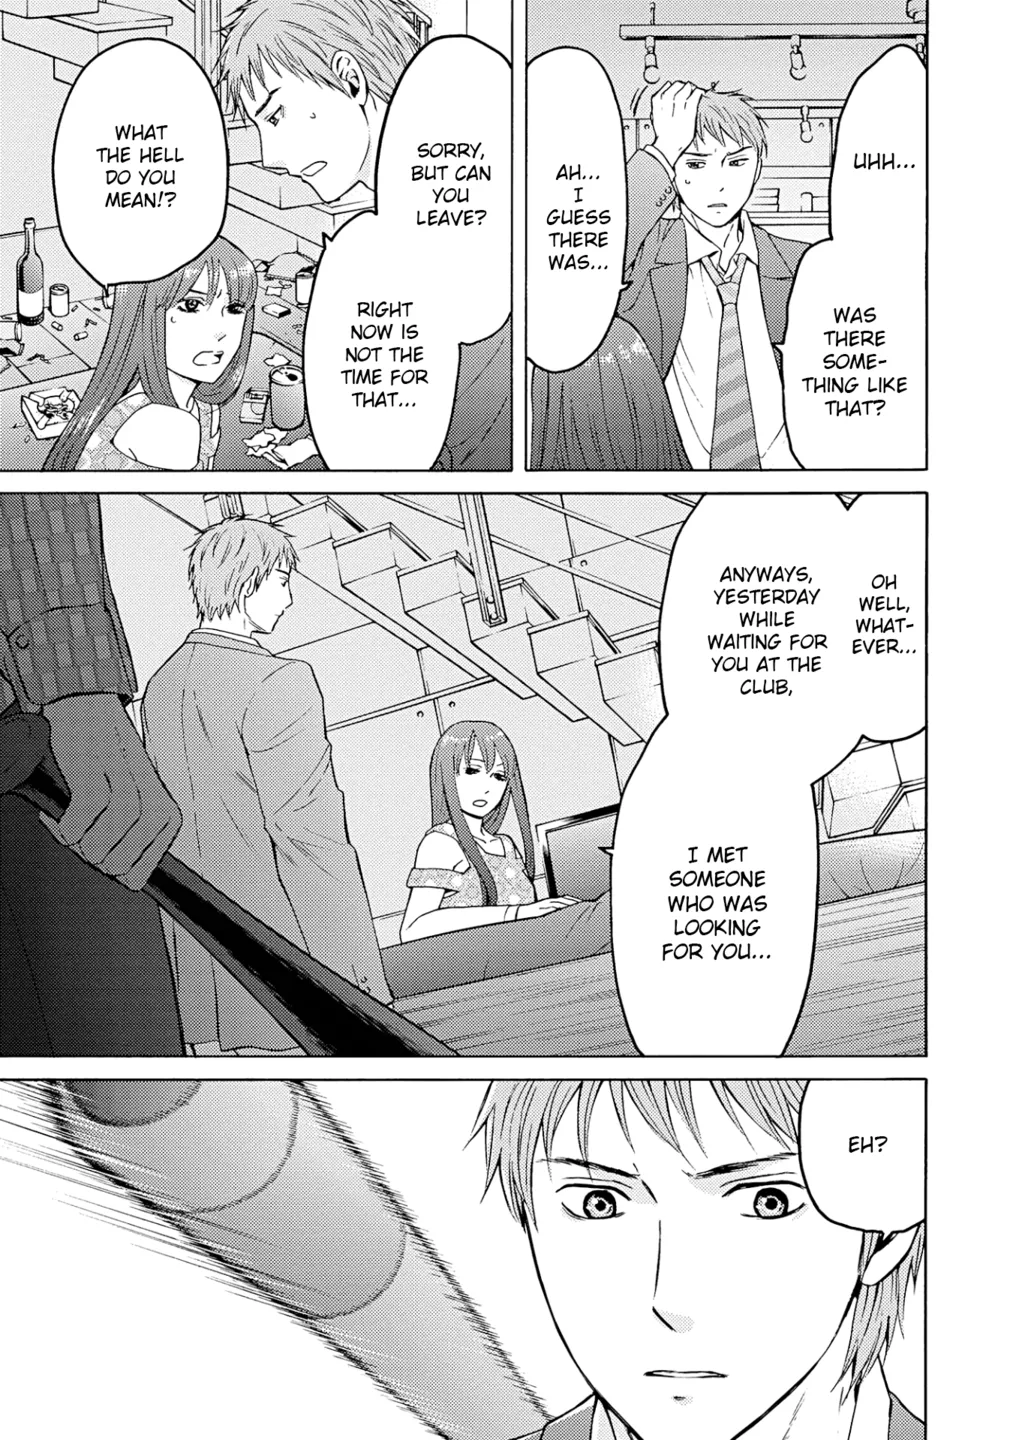 UHH...
WAS
THERE
SOME-
THING LIKE
THAT?
AH...
I
GUESS
THERE
WAS...
SORRY,
BUT CAN
YOU
LEAVE?
RIGHT
NOW IS
NOT THE
TIME FOR
THAT...
WHAT
THE HELL
DO YOU
MEAN!?
OH
WELL,
WHAT-
EVER...
ANYWAYS,
YESTERDAY
WHILE
WAITING FOR
YOU AT THE
CLUB,
I MET
SOMEONE
WHO WAS
LOOKING
FOR YOU...
EH?